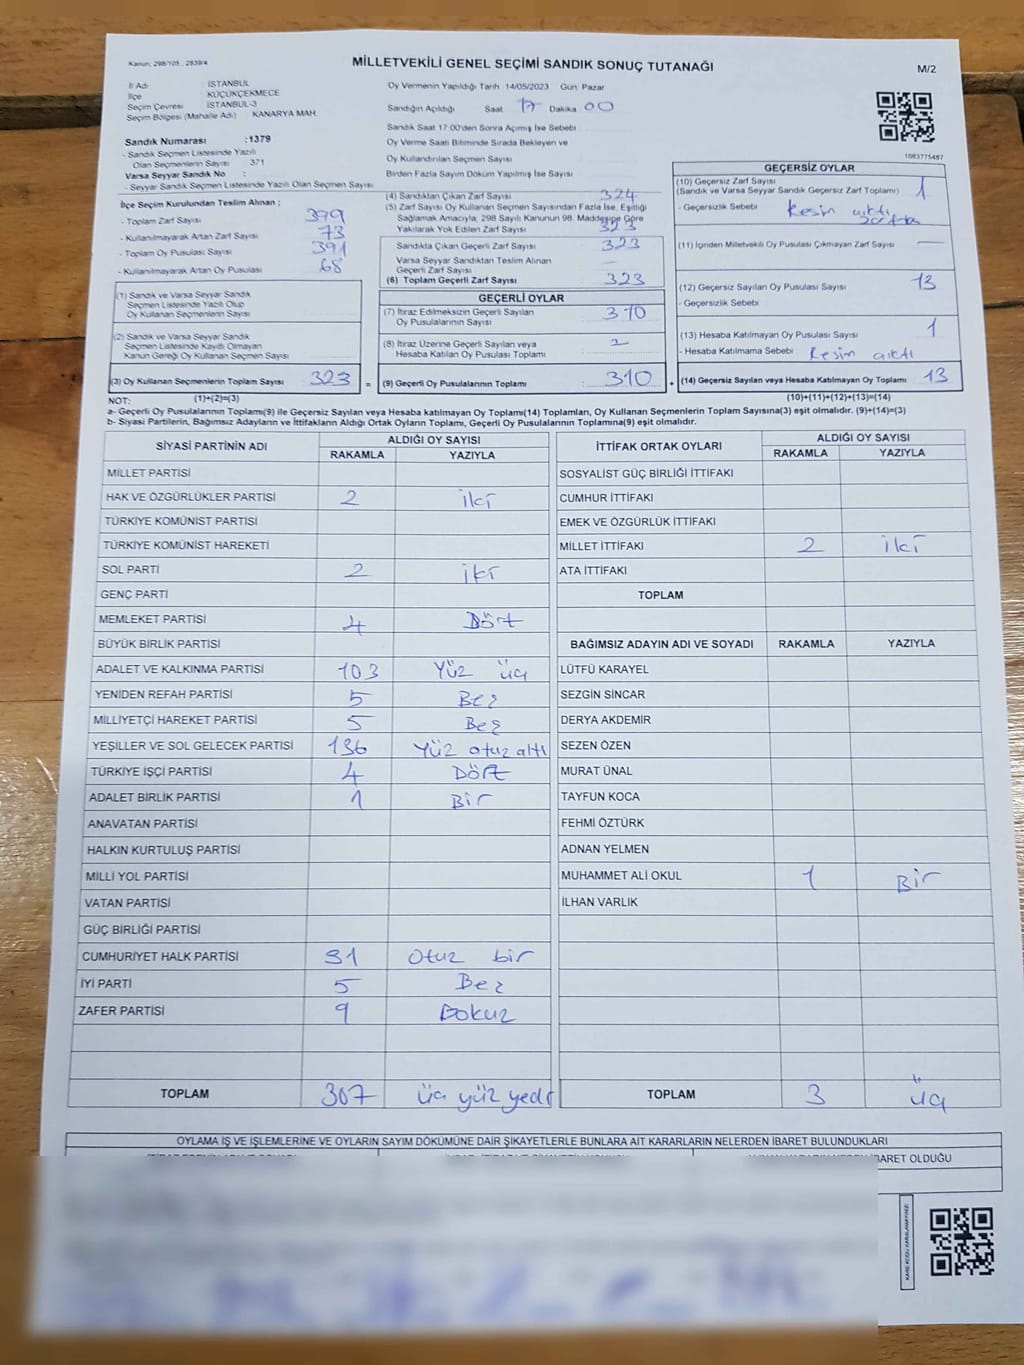 Kanun; 298/105 , 2839/4
MİLLETVEKİLİ GENEL SEÇİMİ SANDIK SONUÇ TUTANAĞI
M/2
İl Adı İSTANBUL
İlçe KÜÇÜKÇEKMECE
Seçim Çevresi İSTANBUL-3
Seçim Bölgesi (Mahalle Adı) KANARYA MAH.
Oy Vermenin Yapıldığı Tarih 14/05/2023 Gün Pazar
Sandığın Açıldığı Saat 17 Dakika 00
Sandık Saat 17:00'den Sonra Açımış İse Sebebi
Oy Verme Saati Bitiminde Sırada Bekleyen ve
Oy Kullandırılan Seçmen Sayısı
Birden Fazla Sayım Döküm Yapılmış İse Sayısı
1083775487
Sandık Numarası :1379
- Sandık Seçmen Listesinde Yazılı
Olan Seçmenlerin Sayısı 371
Varsa Seyyar Sandık No :
- Seyyar Sandık Seçmen Listesinde Yazılı Olan Seçmen Sayısı
İlçe Seçim Kurulundan Teslim Alınan ;
- Toplam Zarf Sayısı 399
- Kullanılmayarak Artan Zarf Sayısı 73
- Toplam Oy Pusulası Sayısı 391
- Kullanılmayarak Artan Oy Pusulası 68
(1) Sandık ve Varsa Seyyar Sandık
Seçmen Listesinde Yazılı Olup
Oy Kullanan Seçmenlerin Sayısı
(2) Sandık ve Varsa Seyyar Sandık
Seçmen Listesinde Kayıtlı Olmayan
Kanun Gereği Oy Kullanan Seçmen Sayısı
(3) Oy Kullanan Seçmenlerin Toplam Sayısı 323 =
(4) Sandıktan Çıkan Zarf Sayısı 324
(5) Zarf Sayısı Oy Kullanan Seçmen Sayısından Fazla İse, Eşitliği
Sağlamak Amacıyla, 298 Sayılı Kanunun 98. Maddesine Göre
Yakılarak Yok Edilen Zarf Sayısı 323
Sandıkta Çıkan Geçerli Zarf Sayısı 323
Varsa Seyyar Sandıktan Teslim Alınan
Geçerli Zarf Sayısı —
(6) Toplam Geçerli Zarf Sayısı : 323
GEÇERLİ OYLAR
(7) İtiraz Edilmeksizin Geçerli Sayılan
Oy Pusulalarının Sayısı : 310
(8) İtiraz Üzerine Geçerli Sayılan veya
Hesaba Katılan Oy Pusulası Toplamı :
(9) Geçerli Oy Pusulalarının Toplamı : 310 +
GEÇERSİZ OYLAR
(10) Geçersiz Zarf Sayısı
(Sandık ve Varsa Seyyar Sandık Geçersiz Zarf Toplamı) 1
- Geçersizlik Sebebi Resim çıktı
(11) İçinden Milletvekili Oy Pusulası Çıkmayan Zarf Sayısı —
(12) Geçersiz Sayılan Oy Pusulası Sayısı 13
- Geçersizlik Sebebi
(13) Hesaba Katılmayan Oy Pusulası Sayısı 1
- Hesaba Katılmama Sebebi Resim çıktı
(14) Geçersiz Sayılan veya Hesaba Katılmayan Oy Toplamı 13
NOT: (1)+(2)=(3) (10)+(11)+(12)+(13)=(14)
a- Geçerli Oy Pusulalarının Toplamı(9) ile Geçersiz Sayılan veya Hesaba katılmayan Oy Toplamı(14) Toplamları, Oy Kullanan Seçmenlerin Toplam Sayısına(3) eşit olmalıdır. (9)+(14)=(3)
b- Siyasi Partilerin, Bağımsız Adayların ve İttifakların Aldığı Ortak Oyların Toplamı, Geçerli Oy Pusulalarının Toplamına(9) eşit olmalıdır.
SİYASİ PARTİNİN ADI ALDIĞI OY SAYISI
RAKAMLA YAZIYLA
MİLLET PARTİSİ
HAK VE ÖZGÜRLÜKLER PARTİSİ 2 iki
TÜRKİYE KOMÜNİST PARTİSİ
TÜRKİYE KOMÜNİST HAREKETİ
SOL PARTİ 2 iki
GENÇ PARTİ
MEMLEKET PARTİSİ 4 Dört
BÜYÜK BİRLİK PARTİSİ
ADALET VE KALKINMA PARTİSİ 103 Yüz üç
YENİDEN REFAH PARTİSİ 5 Beş
MİLLİYETÇİ HAREKET PARTİSİ 5 Beş
YEŞİLLER VE SOL GELECEK PARTİSİ 136 Yüz otuz altı
TÜRKİYE İŞÇİ PARTİSİ 4 Dört
ADALET BİRLİK PARTİSİ 1 Bir
ANAVATAN PARTİSİ
HALKIN KURTULUŞ PARTİSİ
MİLLİ YOL PARTİSİ
VATAN PARTİSİ
GÜÇ BİRLİĞİ PARTİSİ
CUMHURİYET HALK PARTİSİ 31 Otuz bir
İYİ PARTİ 5 Beş
ZAFER PARTİSİ 9 Dokuz
TOPLAM 307 üç yüz yedi
İTTİFAK ORTAK OYLARI ALDIĞI OY SAYISI
RAKAMLA YAZIYLA
SOSYALİST GÜÇ BİRLİĞİ İTTİFAKI
CUMHUR İTTİFAKI
EMEK VE ÖZGÜRLÜK İTTİFAKI
MİLLET İTTİFAKI 2 iki
ATA İTTİFAKI
TOPLAM
BAĞIMSIZ ADAYIN ADI VE SOYADI RAKAMLA YAZIYLA
LÜTFÜ KARAYEL
SEZGİN SİNCAR
DERYA AKDEMİR
SEZEN ÖZEN
MURAT ÜNAL
TAYFUN KOCA
FEHMİ ÖZTÜRK
ADNAN YELMEN
MUHAMMET ALİ OKUL 1 Bir
İLHAN VARLIK
TOPLAM 3 üç
OYLAMA İŞ VE İŞLEMLERİNE VE OYLARIN SAYIM DÖKÜMÜNE DAİR ŞİKAYETLERLE BUNLARA AİT KARARLARIN NELERDEN İBARET BULUNDUKLARI
İBARET OLDUĞU
KARE KODU KARALAMAYINIZ!